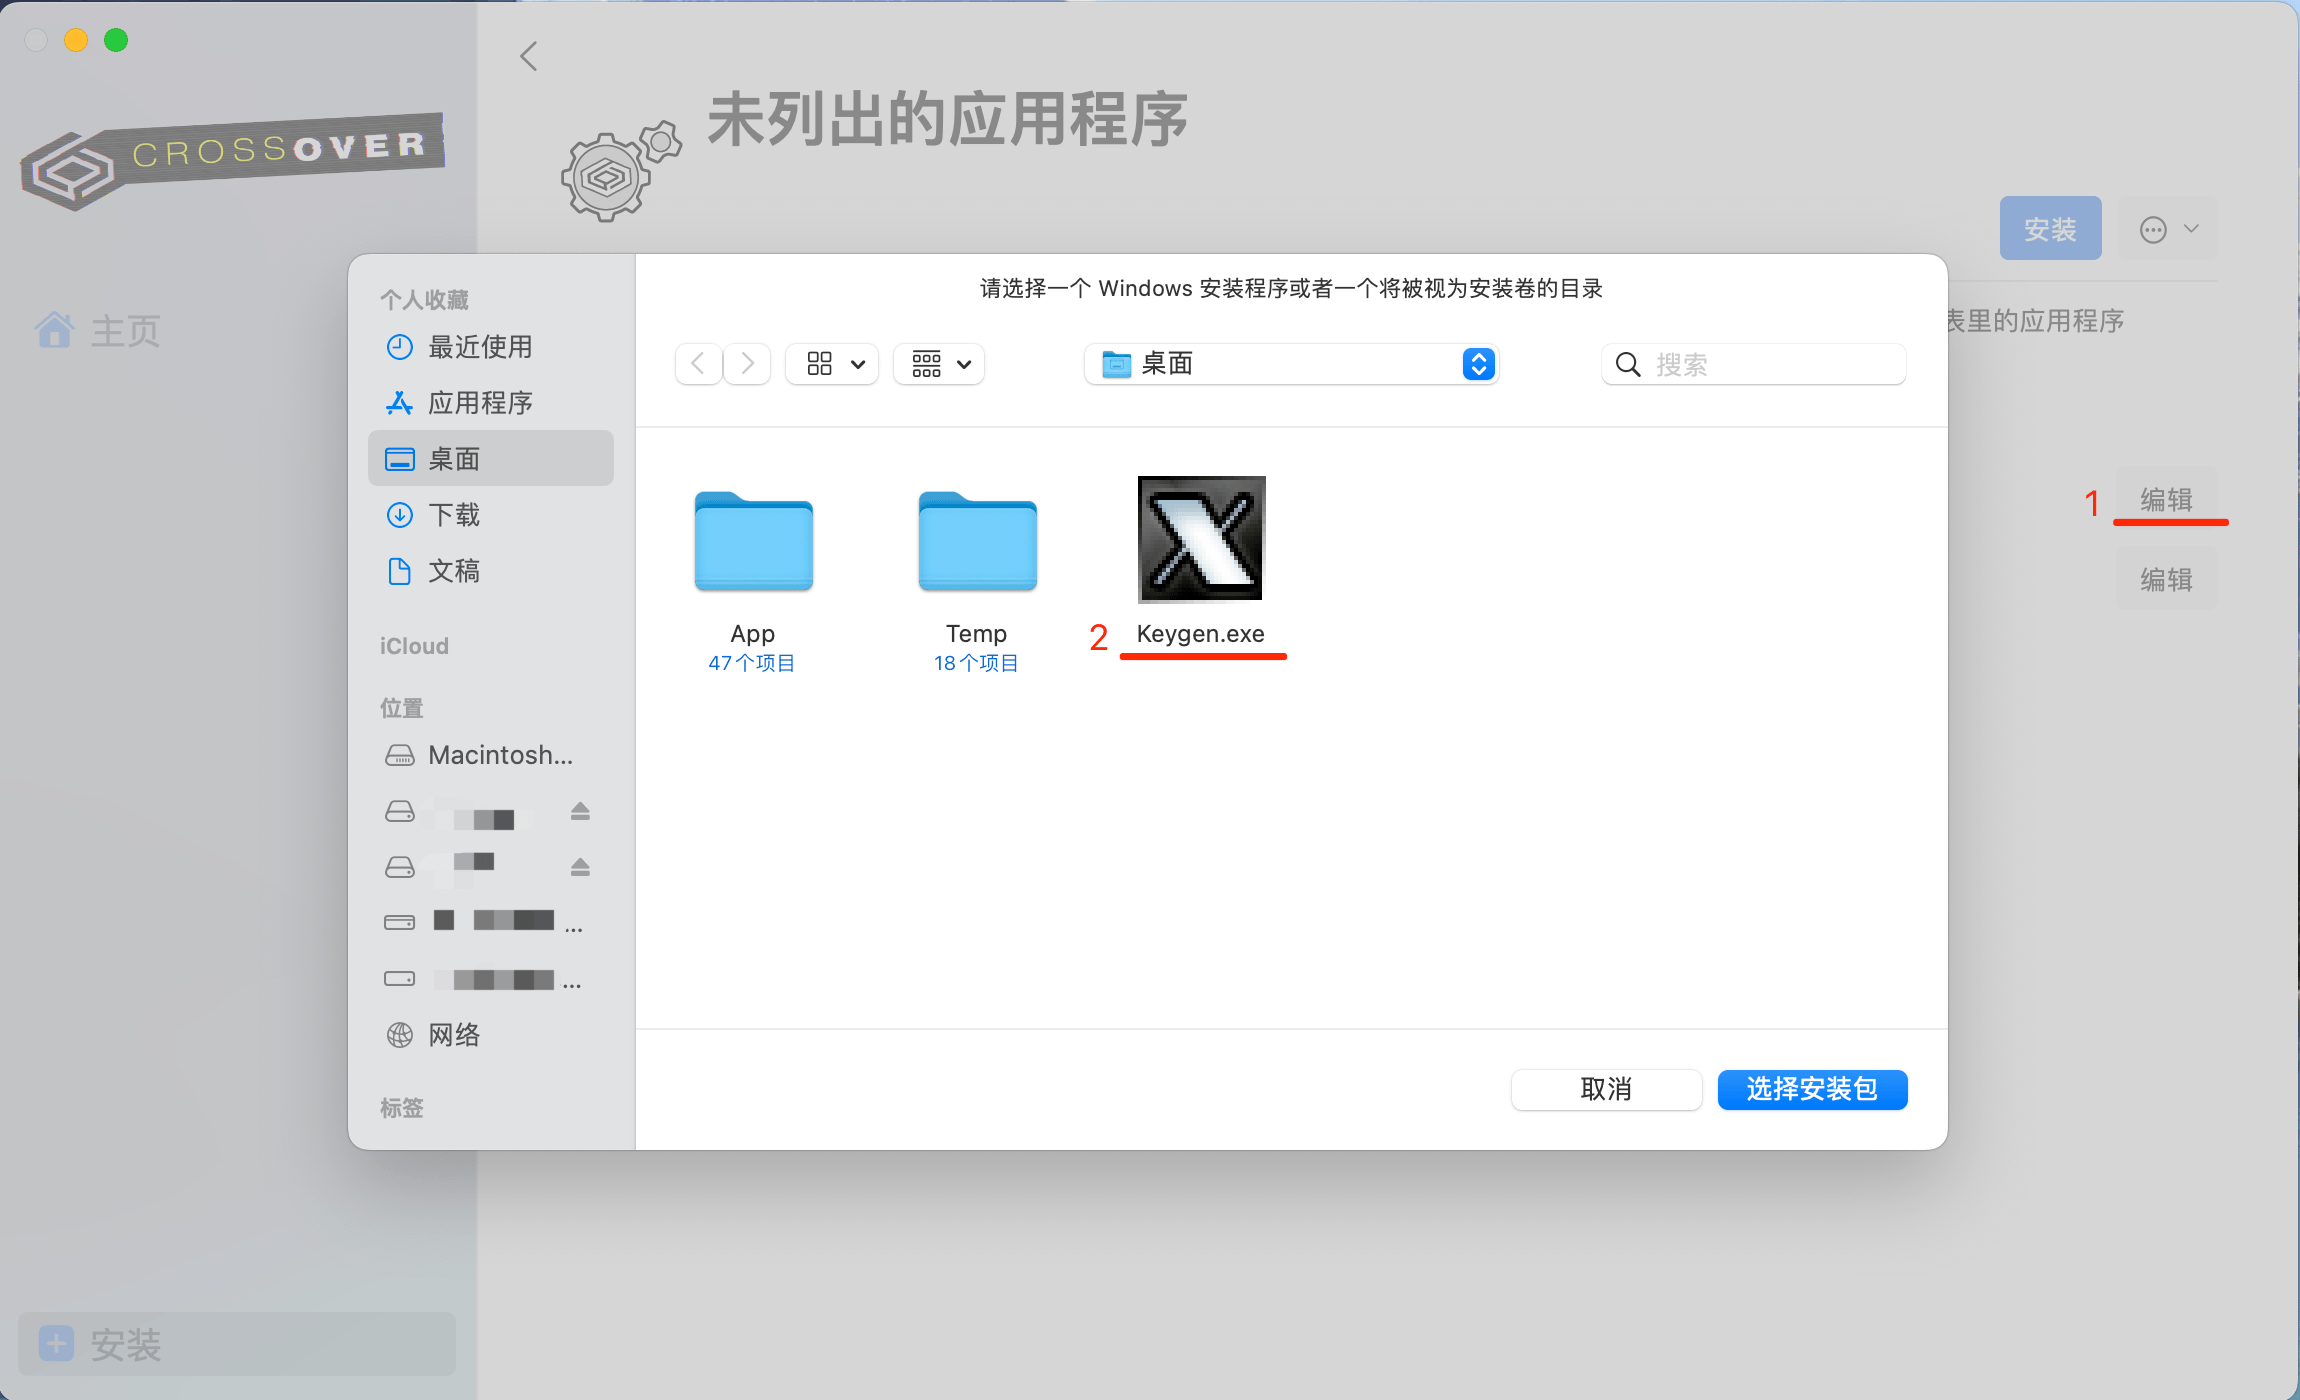 未列出的应用程序
CROSSOVER
安装
主页
表里的应用程序
编辑
编辑
安装
个人收藏
最近使用
应用程序
桌面
下载
文稿
iCloud
位置
Macintosh...
...
...
网络
标签
请选择一个 Windows 安装程序或者一个将被视为安装卷的目录
桌面
搜索
1
App
47个项目
Temp
18个项目
2 Keygen.exe
取消
选择安装包